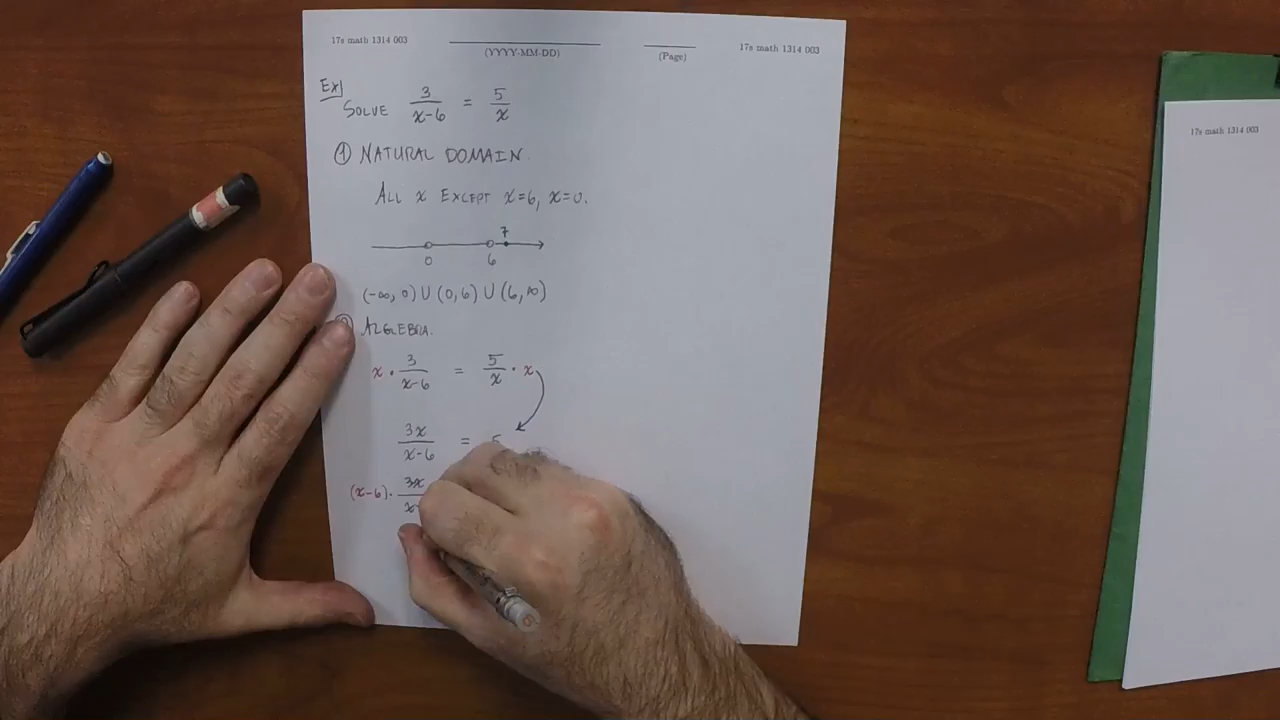 17s math 1314 003 (YYYY-MM-DD) (Page) 17s math 1314 003
Ex
SOLVE 3/(x-6) = 5/x
① NATURAL DOMAIN.
ALL x EXCEPT x=6, x=0.
7
0 6
(-∞, 0) ∪ (0, 6) ∪ (6, ∞)
ALGEBRA.
x · 3/(x-6) = 5/x · x
3x/(x-6) = 5
(x-6) · 3x
17s math 1314 003